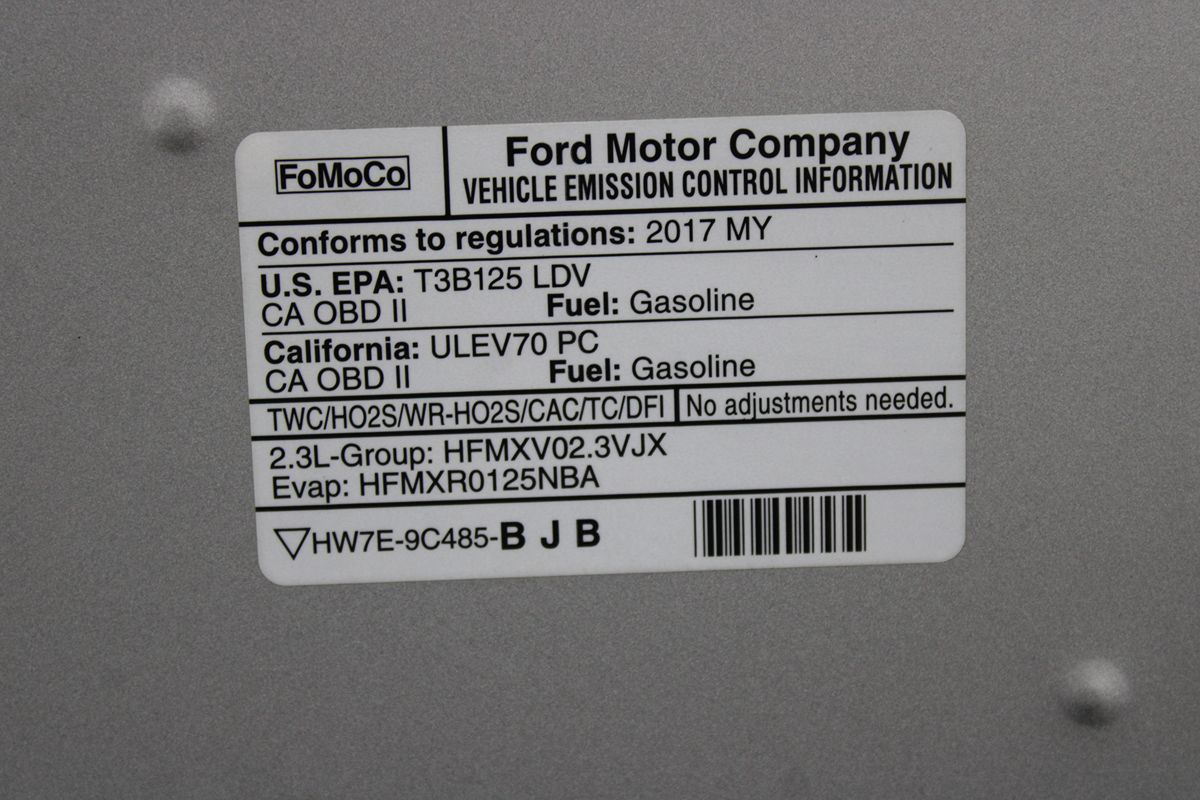 FoMoCo
Ford Motor Company
VEHICLE EMISSION CONTROL INFORMATION
Conforms to regulations: 2017 MY
U.S. EPA: T3B125 LDV
CA OBD II Fuel: Gasoline
California: ULEV70 PC
CA OBD II Fuel: Gasoline
TWC/HO2S/WR-HO2S/CAC/TC/DFI No adjustments needed.
2.3L-Group: HFMXV02.3VJX
Evap: HFMXR0125NBA
HW7E-9C485-B J B